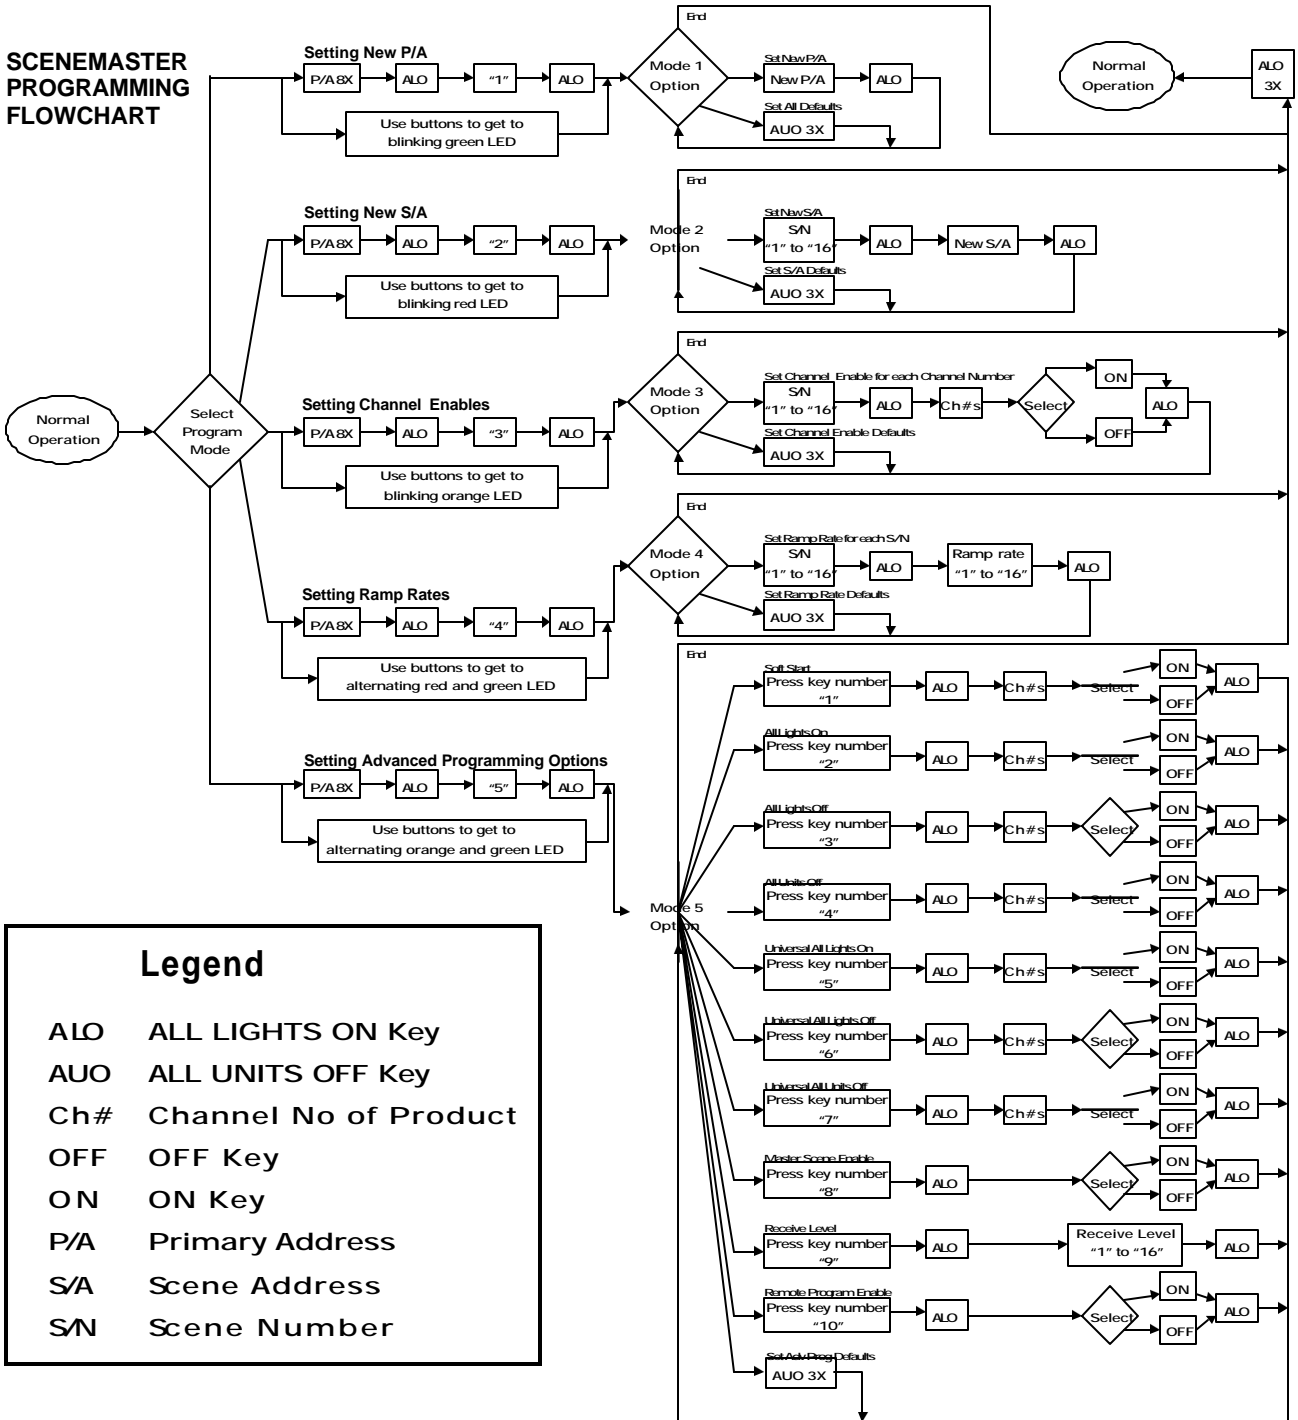 SCENEMASTER
PROGRAMMING
FLOWCHART
Setting New P/A
P/A 8X
ALO
“1”
ALO
Use buttons to get to
blinking green LED
Mode 1
Option
End
Set New P/A
New P/A
ALO
Set All Defaults
AUO 3X
Normal
Operation
ALO
3X
Setting New S/A
P/A 8X
ALO
“2”
ALO
Use buttons to get to
blinking red LED
Mode 2
Option
End
Set New S/A
S/N
“1” to “16”
ALO
New S/A
ALO
Set S/A Defaults
AUO 3X
Normal
Operation
Select
Program
Mode
Setting Channel Enables
P/A 8X
ALO
“3”
ALO
Use buttons to get to
blinking orange LED
Mode 3
Option
End
Set Channel Enable for each Channel Number
S/N
“1” to “16”
ALO
Ch#s
Select
ON
OFF
ALO
Set Channel Enable Defaults
AUO 3X
Setting Ramp Rates
P/A 8X
ALO
“4”
ALO
Use buttons to get to
alternating red and green LED
Mode 4
Option
End
Set Ramp Rate for each S/N
S/N
“1” to “16”
ALO
Ramp rate
“1” to “16”
ALO
Set Ramp Rate Defaults
AUO 3X
Setting Advanced Programming Options
P/A 8X
ALO
“5”
ALO
Use buttons to get to
alternating orange and green LED
Mode 5
Option
End
Soft Start
Press key number
“1”
ALO
Ch#s
Select
ON
OFF
ALO
All Lights On
Press key number
“2”
ALO
Ch#s
Select
ON
OFF
ALO
All Lights Off
Press key number
“3”
ALO
Ch#s
Select
ON
OFF
ALO
All Units Off
Press key number
“4”
ALO
Ch#s
Select
ON
OFF
ALO
Universal All Lights On
Press key number
“5”
ALO
Ch#s
Select
ON
OFF
ALO
Universal All Lights Off
Press key number
“6”
ALO
Ch#s
Select
ON
OFF
ALO
Universal All Units Off
Press key number
“7”
ALO
Ch#s
Select
ON
OFF
ALO
Master Scene Enable
Press key number
“8”
ALO
Select
ON
OFF
ALO
Receive Level
Press key number
“9”
ALO
Receive Level
“1” to “16”
ALO
Remote Program Enable
Press key number
“10”
ALO
Select
ON
OFF
ALO
Set Adv Prog Defaults
AUO 3X
Legend
ALO ALL LIGHTS ON Key
AUO ALL UNITS OFF Key
Ch# Channel No of Product
OFF OFF Key
ON ON Key
P/A Primary Address
S/A Scene Address
S/N Scene Number